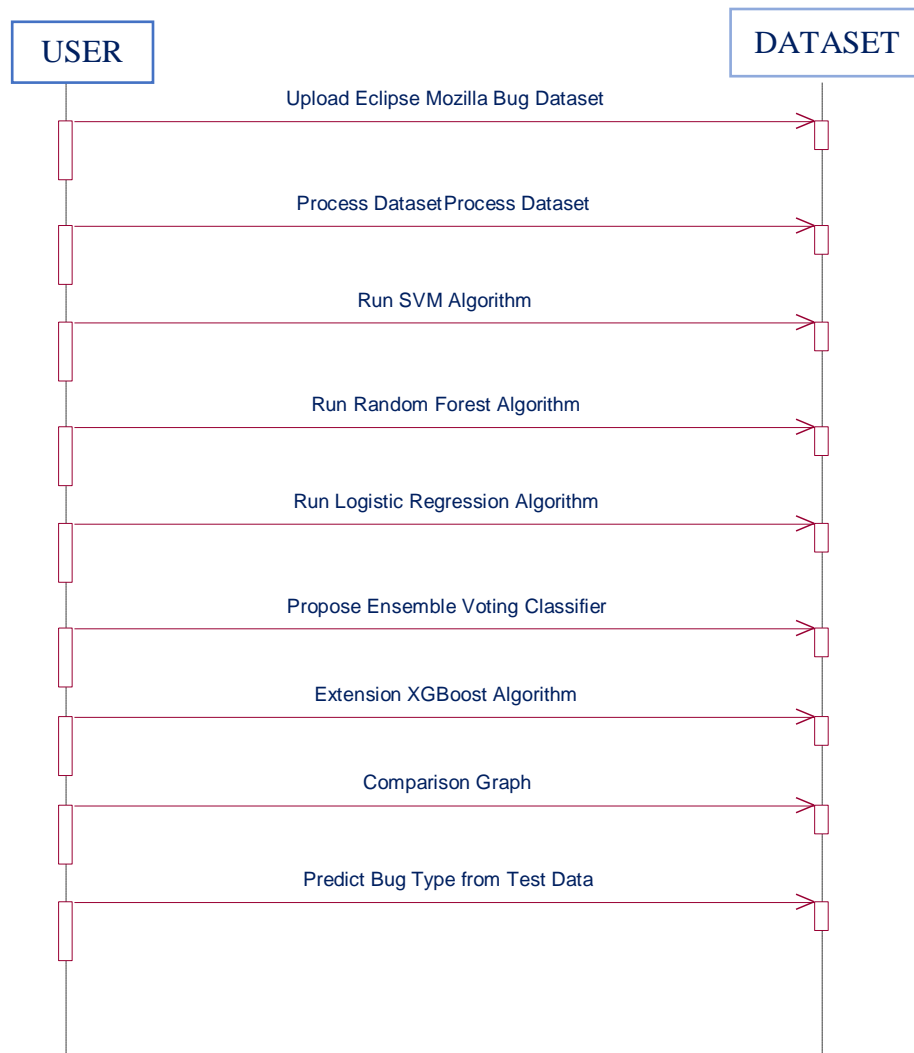 USER
DATASET
Upload Eclipse Mozilla Bug Dataset
Process DatasetProcess Dataset
Run SVM Algorithm
Run Random Forest Algorithm
Run Logistic Regression Algorithm
Propose Ensemble Voting Classifier
Extension XGBoost Algorithm
Comparison Graph
Predict Bug Type from Test Data